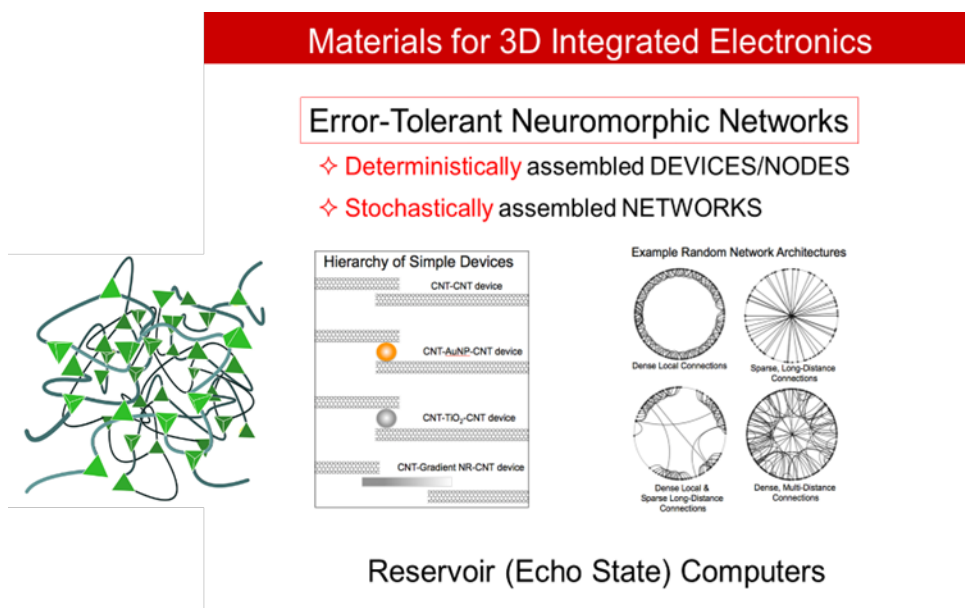 Materials for 3D Integrated Electronics
Error-Tolerant Neuromorphic Networks
✧ Deterministically assembled DEVICES/NODES
✧ Stochastically assembled NETWORKS
Hierarchy of Simple Devices
CNT-CNT device
CNT-AuNP-CNT device
CNT-TiO₂-CNT device
CNT-Gradient NR-CNT device
Example Random Network Architectures
Dense Local Connections
Sparse, Long-Distance
Connections
Dense Local &
Sparse Long-Distance
Connections
Dense, Multi-Distance
Connections
Reservoir (Echo State) Computers